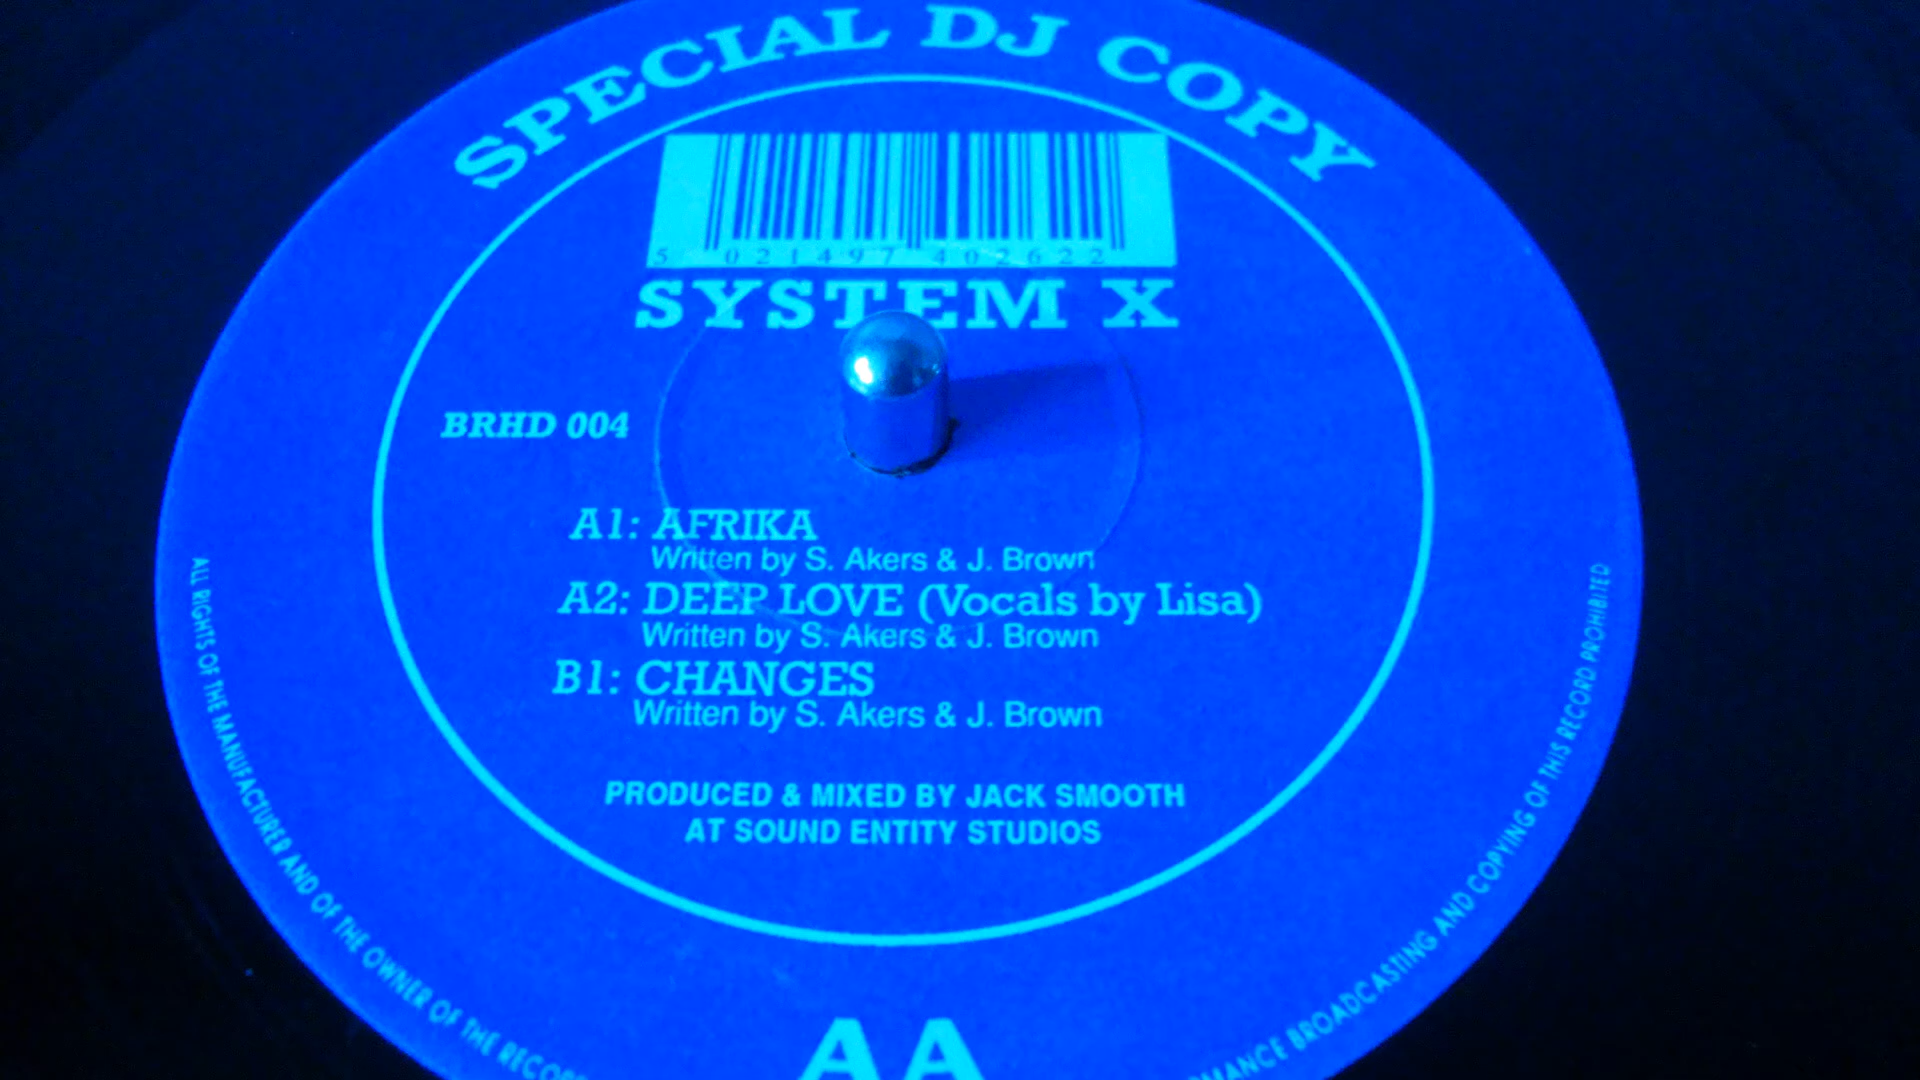 SPECIAL DJ COPY
5 021497 402622
SYSTEM X
BRHD 004
A1: AFRIKA
Written by S. Akers & J. Brown
A2: DEEP LOVE (Vocals by Lisa)
Written by S. Akers & J. Brown
B1: CHANGES
Written by S. Akers & J. Brown
PRODUCED & MIXED BY JACK SMOOTH
AT SOUND ENTITY STUDIOS
AA
ALL RIGHTS OF THE MANUFACTURER AND OF THE OWNER OF THE
BROADCASTING AND COPYING OF THIS RECORD PROHIBITED